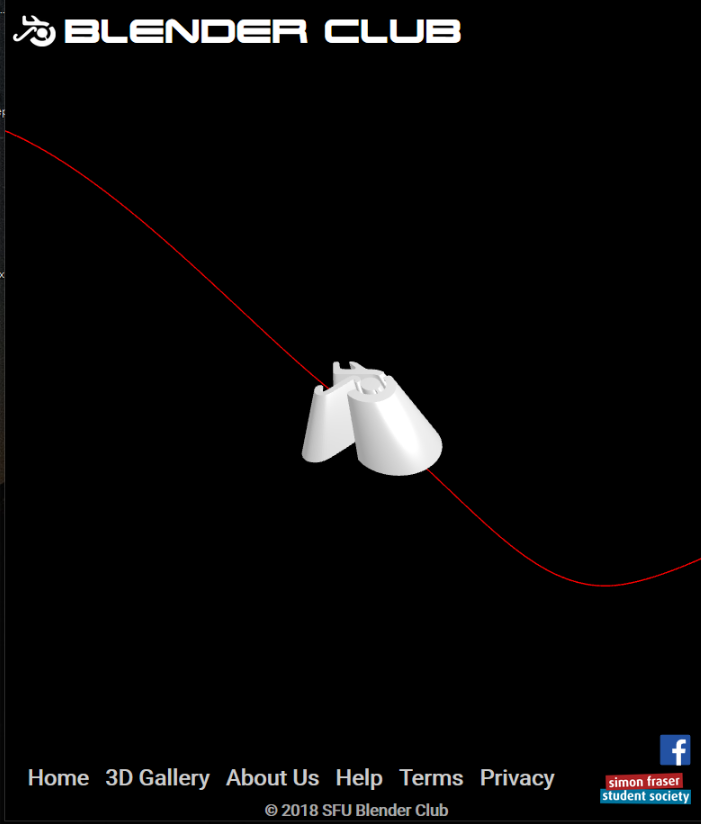 BLENDER CLUB
Home 3D Gallery About Us Help Terms Privacy
simon fraser
student society
© 2018 SFU Blender Club